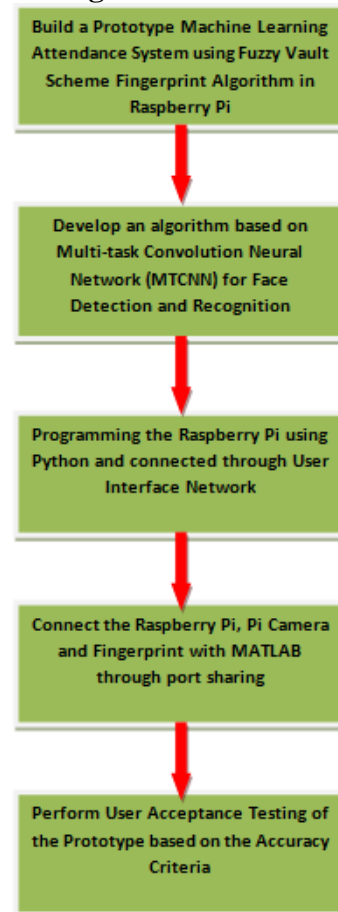 Build a Prototype Machine Learning
Attendance System using Fuzzy Vault
Scheme Fingerprint Algorithm in
Raspberry Pi
Develop an algorithm based on
Multi-task Convolution Neural
Network (MTCNN) for Face
Detection and Recognition
Programming the Raspberry Pi using
Python and connected through User
Interface Network
Connect the Raspberry Pi, Pi Camera
and Fingerprint with MATLAB
through port sharing
Perform User Acceptance Testing of
the Prototype based on the Accuracy
Criteria